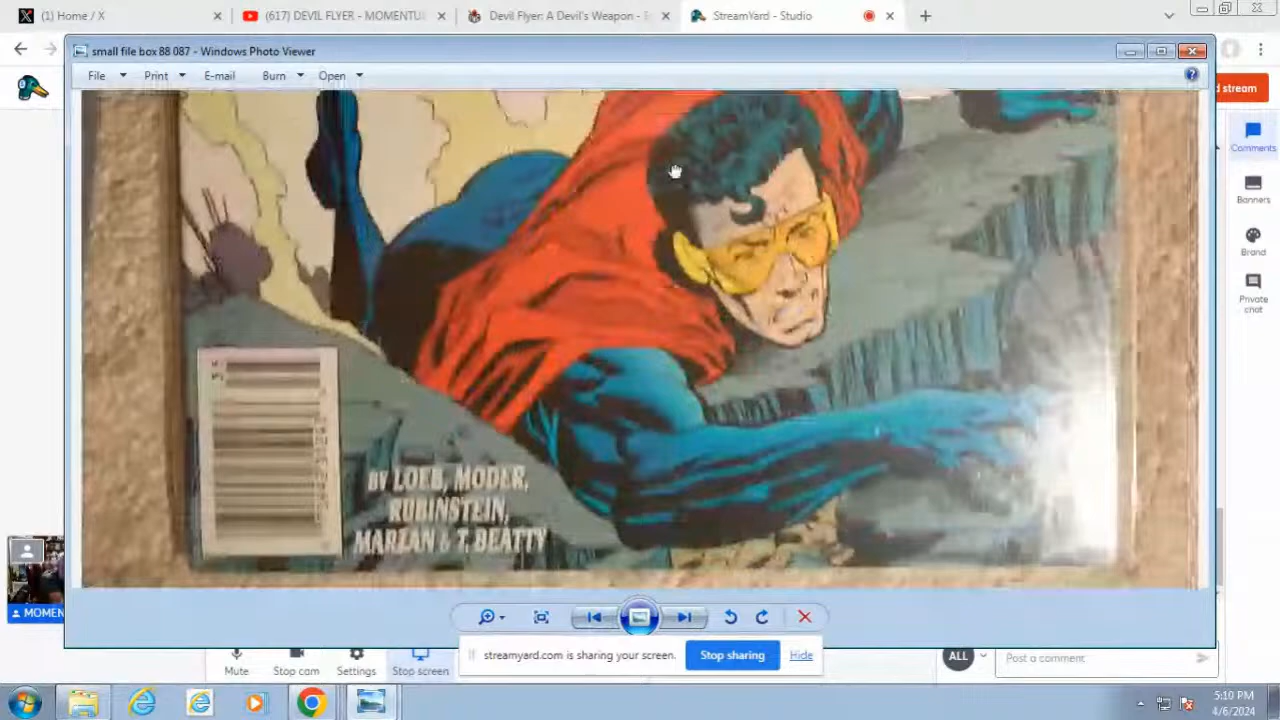 (1) Home / X
(617) DEVIL FLYER - MOMENTU
Devil Flyer: A Devil's Weapon -
StreamYard - Studio
small file box 88 087 - Windows Photo Viewer
File
Print
E-mail
Burn
Open
d stream
Comments
Banners
Brand
Private
chat
BY LOEB, MODER,
RUBINSTEIN,
MARZAN & T. BEATTY
MOMEN
streamyard.com is sharing your screen.
Stop sharing
Hide
Mute
Stop cam
Settings
Stop screen
ALL
Post a comment
5:10 PM
4/6/2024